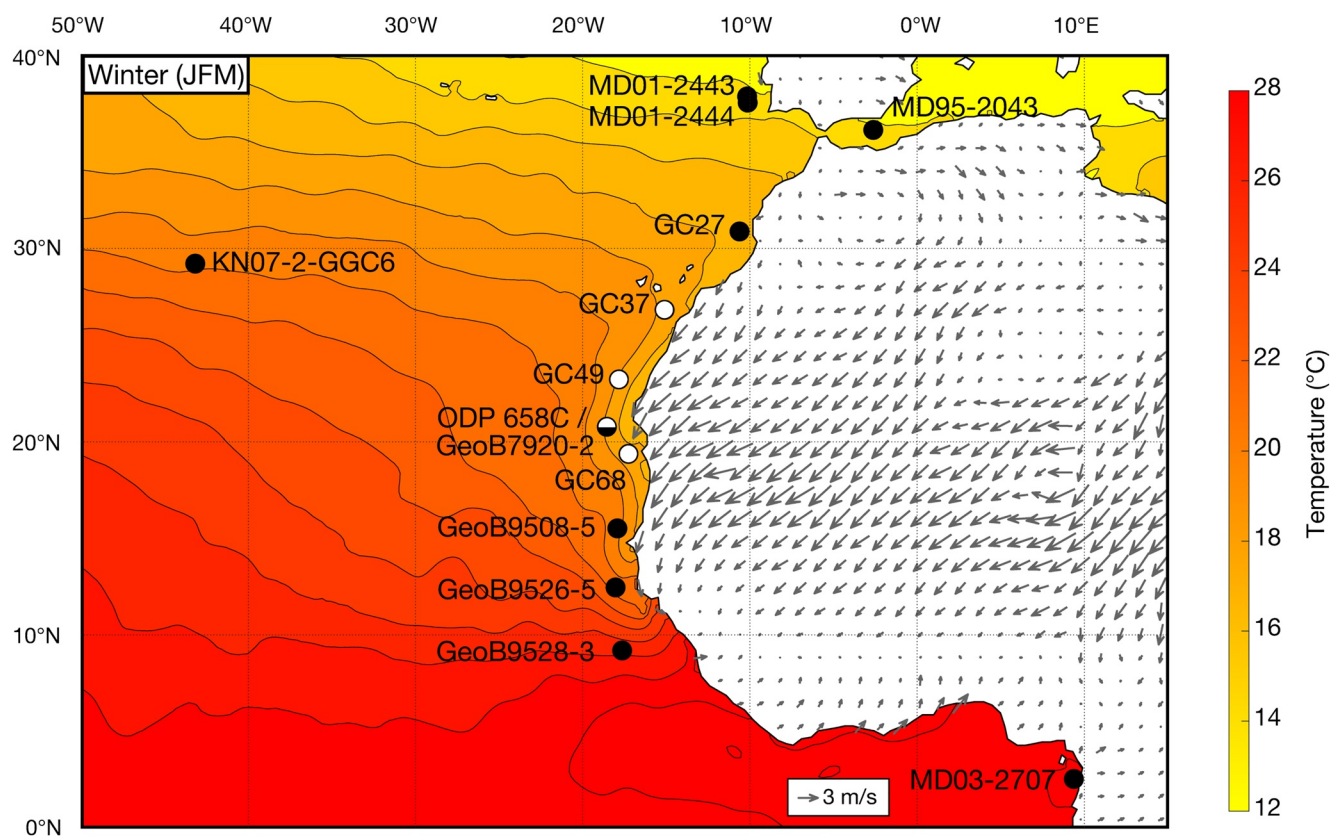 50°W 40°W 30°W 20°W 10°W 0°W 10°E
40°N
Winter (JFM)
28
MD01-2443
MD95-2043
MD01-2444
26
GC27
30°N
KN07-2-GGC6
24
GC37
22
GC49
ODP 658C /
20°N
GeoB7920-2
20
GC68
GeoB9508-5
18
GeoB9526-5
10°N
16
GeoB9528-3
14
MD03-2707
3 m/s
12
0°N
Temperature (°C)